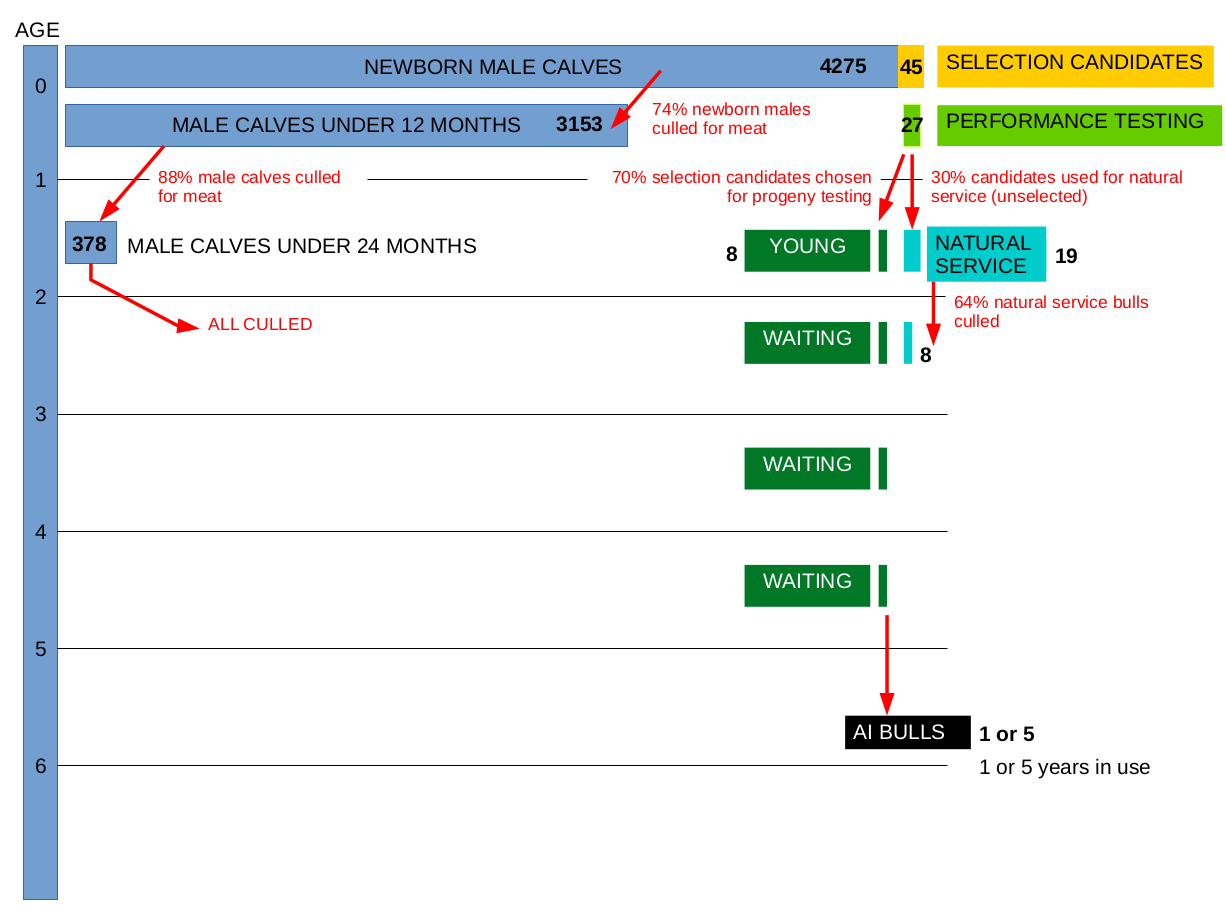 AGE
0
NEWBORN MALE CALVES
4275
45
SELECTION CANDIDATES
MALE CALVES UNDER 12 MONTHS
3153
74% newborn males
culled for meat
27
PERFORMANCE TESTING
1
88% male calves culled
for meat
70% selection candidates chosen
for progeny testing
30% candidates used for natural
service (unselected)
378
MALE CALVES UNDER 24 MONTHS
8
YOUNG
NATURAL
SERVICE
19
2
ALL CULLED
64% natural service bulls
culled
WAITING
8
3
WAITING
4
WAITING
5
AI BULLS
1 or 5
6
1 or 5 years in use